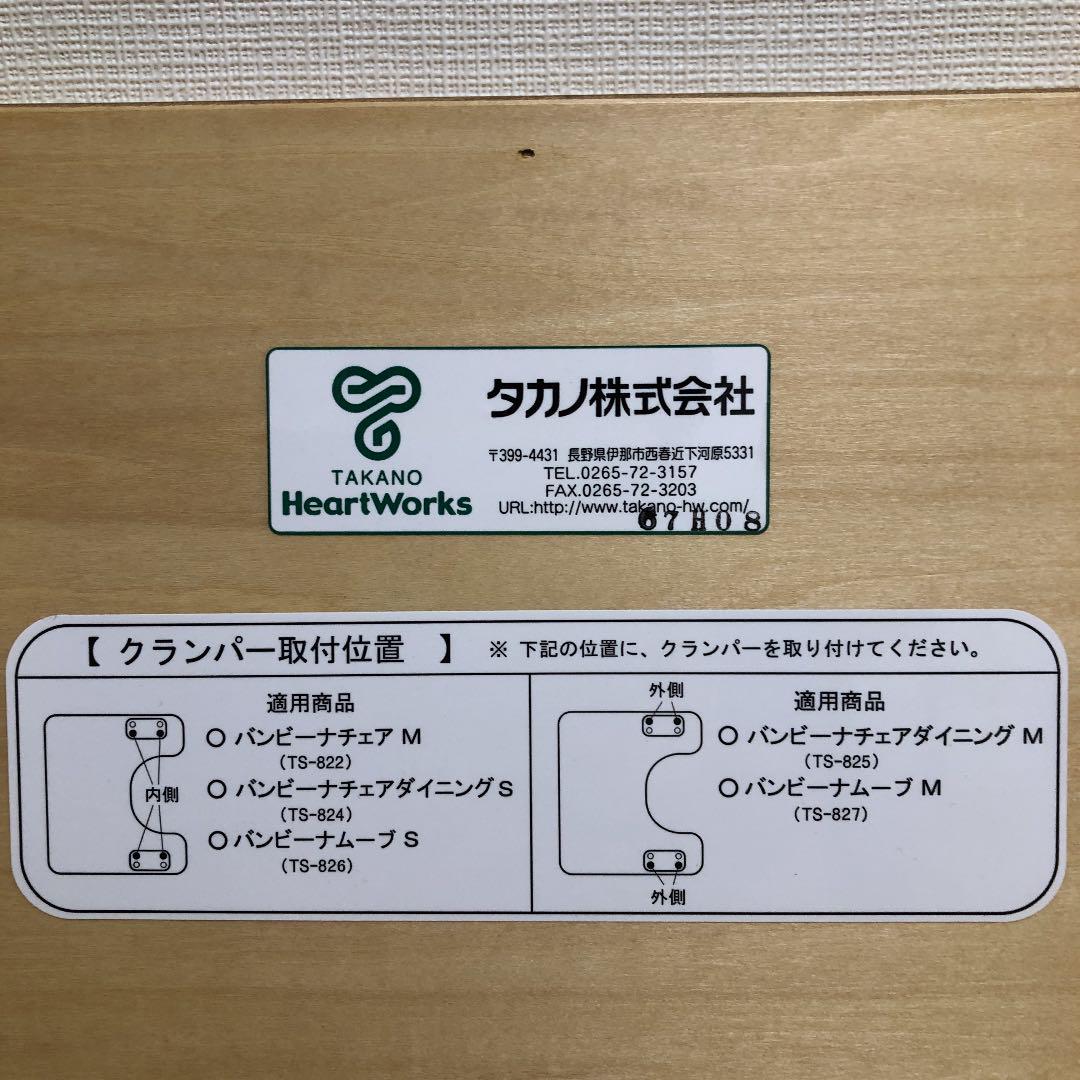 TAKANO
HeartWorks
タカノ株式会社
〒399-4431 長野県伊那市西春近下河原5331
TEL.0265-72-3157
FAX.0265-72-3203
URL:http://www.takano-hw.com/
67H08
【 クランパー取付位置 】 ※ 下記の位置に、クランパーを取り付けてください。
適用商品
○ バンビーナチェア M
(TS-822)
○ バンビーナチェアダイニング S
(TS-824)
○ バンビーナムーブ S
(TS-826)
内側
外側
適用商品
○ バンビーナチェアダイニング M
(TS-825)
○ バンビーナムーブ M
(TS-827)
外側